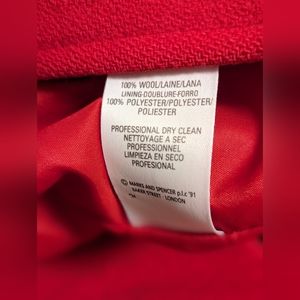 100% WOOL/LAINE/LANA
LINING-DOUBLURE-FORRO
100% POLYESTER/POLYESTER/
POLIESTER
PROFESSIONAL DRY CLEAN
NETTOYAGE A SEC
PROFESSIONNEL
LIMPIEZA EN SECO
PROFESIONAL
© MARKS AND SPENCER p.l.c '91
BAKER STREET · LONDON